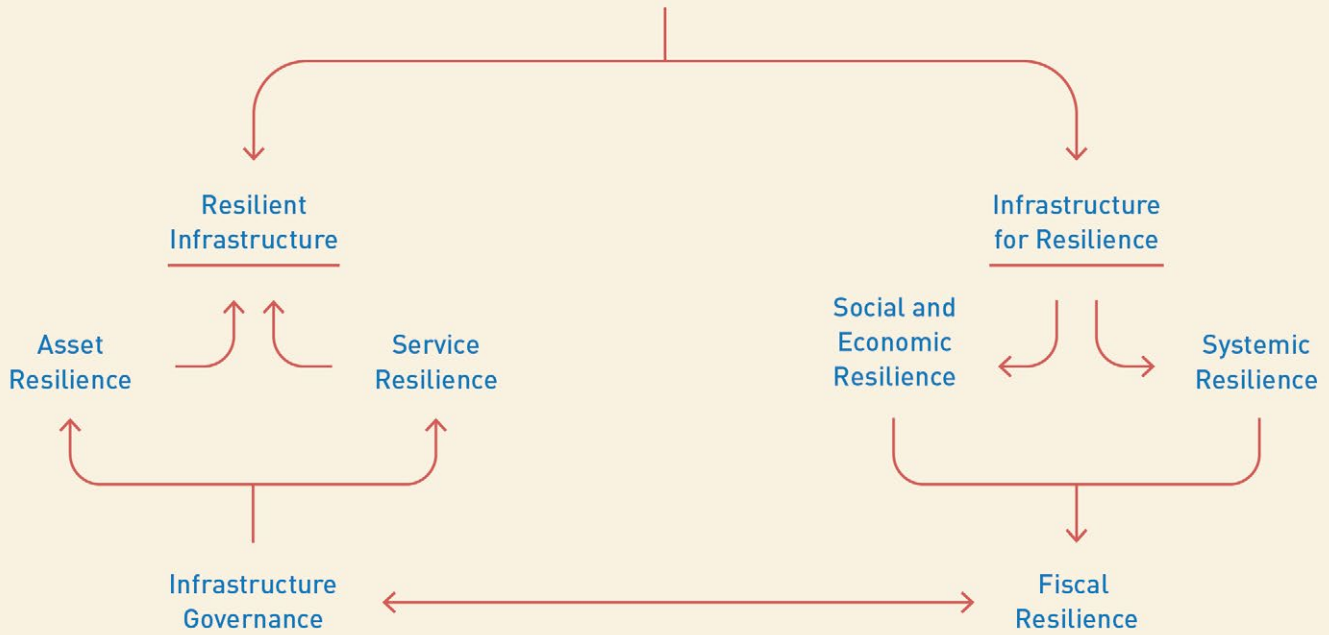 Resilient
Infrastructure
Infrastructure
for Resilience
Asset
Resilience
Service
Resilience
Social and
Economic
Resilience
Systemic
Resilience
Infrastructure
Governance
Fiscal
Resilience